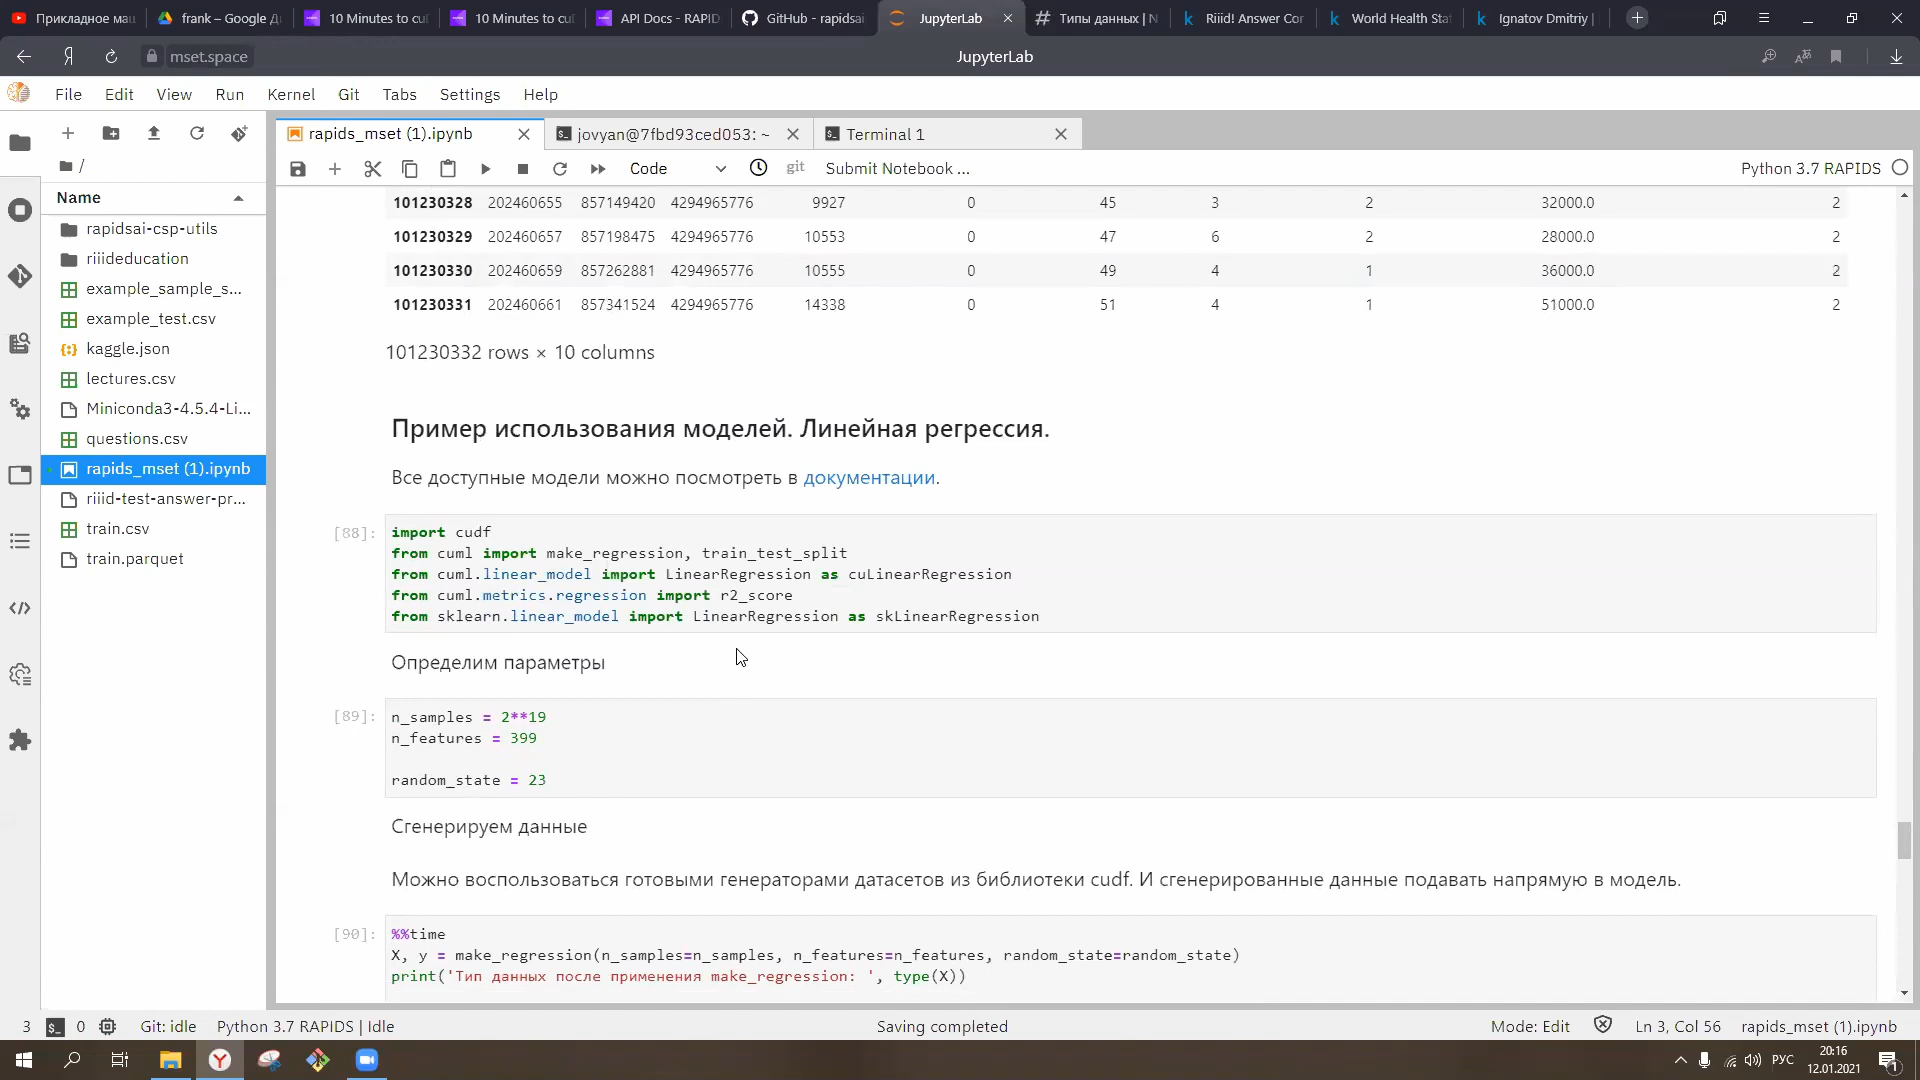 Прикладное маш
frank – Google Ди
10 Minutes to cu
10 Minutes to cu
API Docs - RAPID
GitHub - rapidsai
JupyterLab
Типы данных | N
Riiid! Answer Cor
World Health Sta
Ignatov Dmitriy |
mset.space
JupyterLab
File Edit View Run Kernel Git Tabs Settings Help
rapids_mset (1).ipynb
jovyan@7fbd93ced053: ~
Terminal 1
Code
git
Submit Notebook ...
Python 3.7 RAPIDS
/
Name
rapidsai-csp-utils
riiideducation
example_sample_s...
example_test.csv
kaggle.json
lectures.csv
Miniconda3-4.5.4-Li...
questions.csv
rapids_mset (1).ipynb
riiid-test-answer-pr...
train.csv
train.parquet
101230328 202460655 857149420 4294965776 9927 0 45 3 2 32000.0 2
101230329 202460657 857198475 4294965776 10553 0 47 6 2 28000.0 2
101230330 202460659 857262881 4294965776 10555 0 49 4 1 36000.0 2
101230331 202460661 857341524 4294965776 14338 0 51 4 1 51000.0 2
101230332 rows × 10 columns
Пример использования моделей. Линейная регрессия.
Все доступные модели можно посмотреть в документации.
[88]:
import cudf
from cuml import make_regression, train_test_split
from cuml.linear_model import LinearRegression as cuLinearRegression
from cuml.metrics.regression import r2_score
from sklearn.linear_model import LinearRegression as skLinearRegression
Определим параметры
[89]:
n_samples = 2**19
n_features = 399
random_state = 23
Сгенерируем данные
Можно воспользоваться готовыми генераторами датасетов из библиотеки cudf. И сгенерированные данные подавать напрямую в модель.
[90]:
%%time
X, y = make_regression(n_samples=n_samples, n_features=n_features, random_state=random_state)
print('Тип данных после применения make_regression: ', type(X))
3 0 Git: idle Python 3.7 RAPIDS | Idle
Saving completed
Mode: Edit
Ln 3, Col 56
rapids_mset (1).ipynb
РУС
20:16
12.01.2021
1